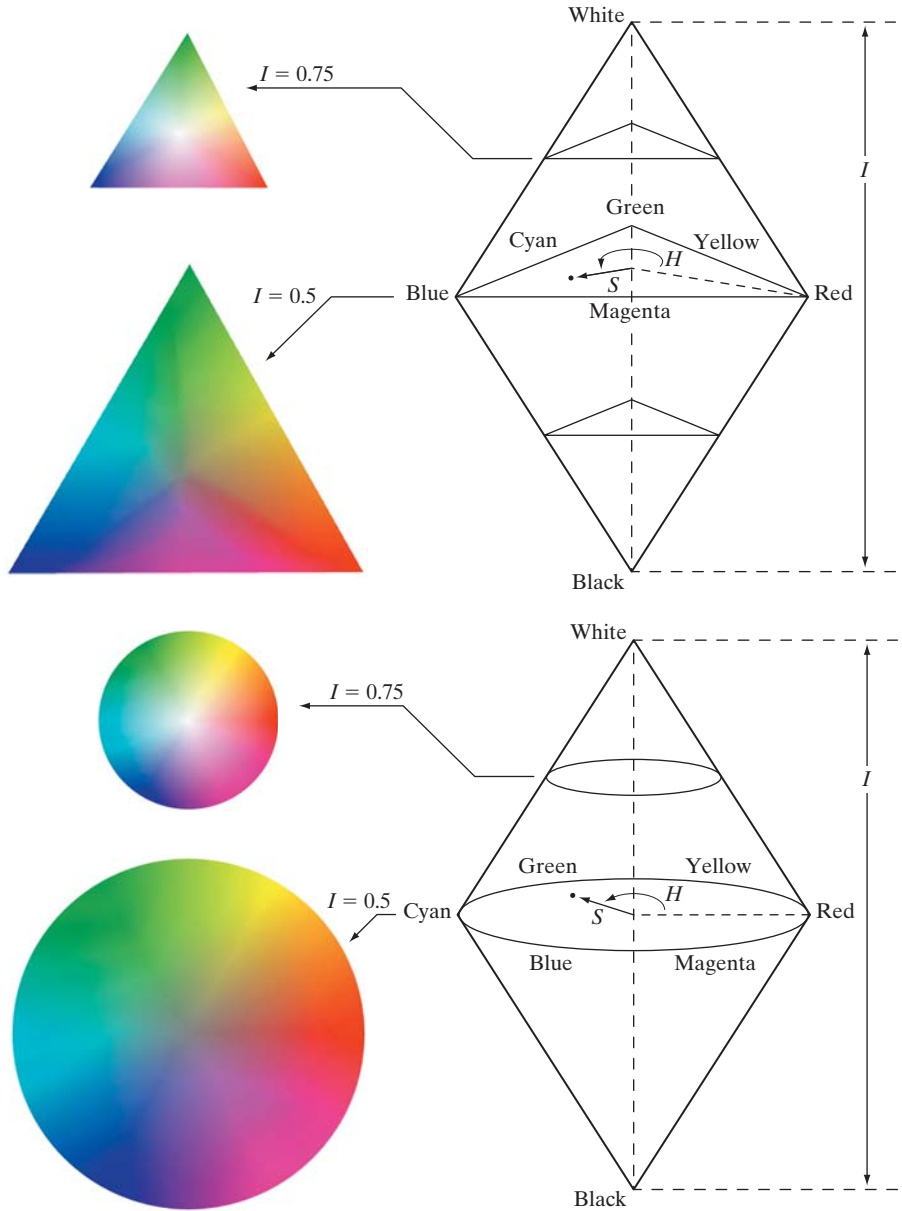 White
I = 0.75
I
Green
Cyan Yellow
H
I = 0.5
S
Blue Red
Magenta
Black
White
I = 0.75
I
Green Yellow
H
I = 0.5 Cyan Red
S
Blue Magenta
Black